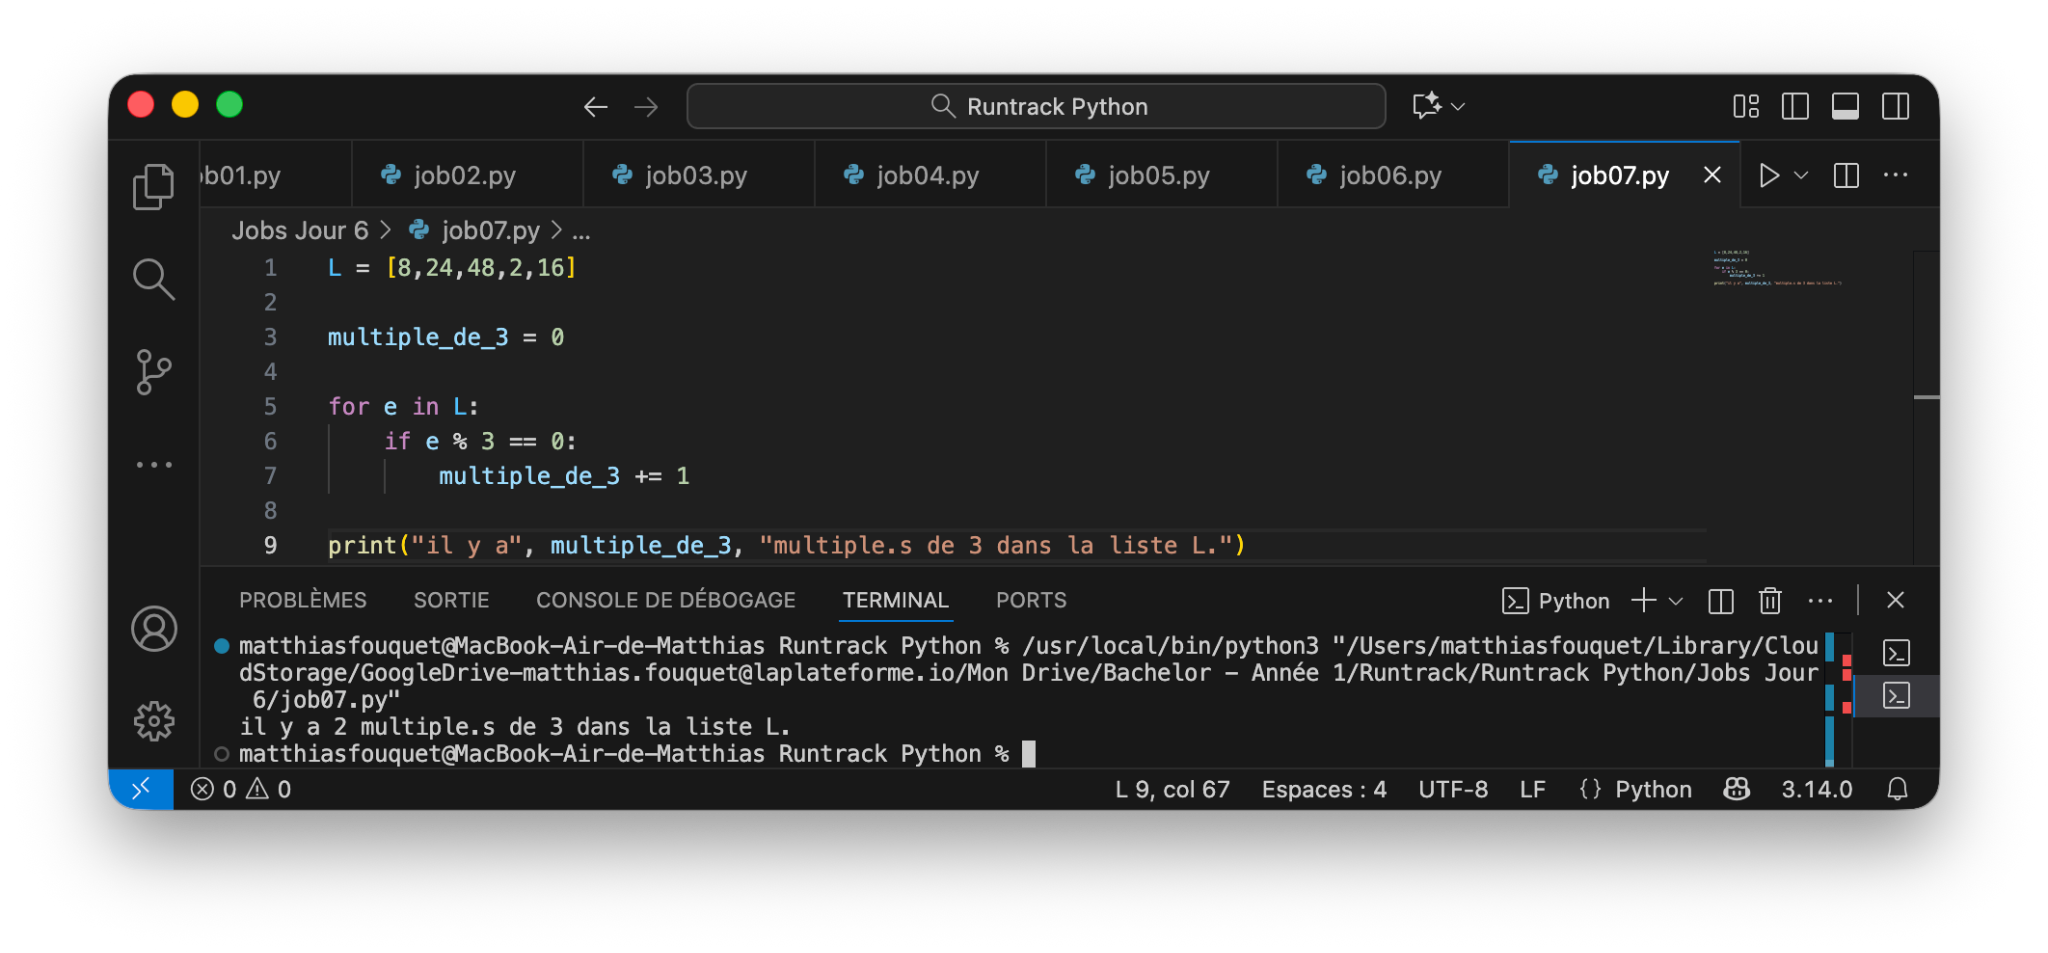 Runtrack Python
b01.py
job02.py
job03.py
job04.py
job05.py
job06.py
job07.py
Jobs Jour 6 > job07.py > ...
1 L = [8,24,48,2,16]
2
3 multiple_de_3 = 0
4
5 for e in L:
6 if e % 3 == 0:
7 multiple_de_3 += 1
8
9 print("il y a", multiple_de_3, "multiple.s de 3 dans la liste L.")
PROBLÈMES SORTIE CONSOLE DE DÉBOGAGE TERMINAL PORTS Python
matthiasfouquet@MacBook-Air-de-Matthias Runtrack Python % /usr/local/bin/python3 "/Users/matthiasfouquet/Library/Clou
dStorage/GoogleDrive-matthias.fouquet@laplateforme.io/Mon Drive/Bachelor - Année 1/Runtrack/Runtrack Python/Jobs Jour
6/job07.py"
il y a 2 multiple.s de 3 dans la liste L.
matthiasfouquet@MacBook-Air-de-Matthias Runtrack Python %
0 0 L 9, col 67 Espaces : 4 UTF-8 LF {} Python 3.14.0